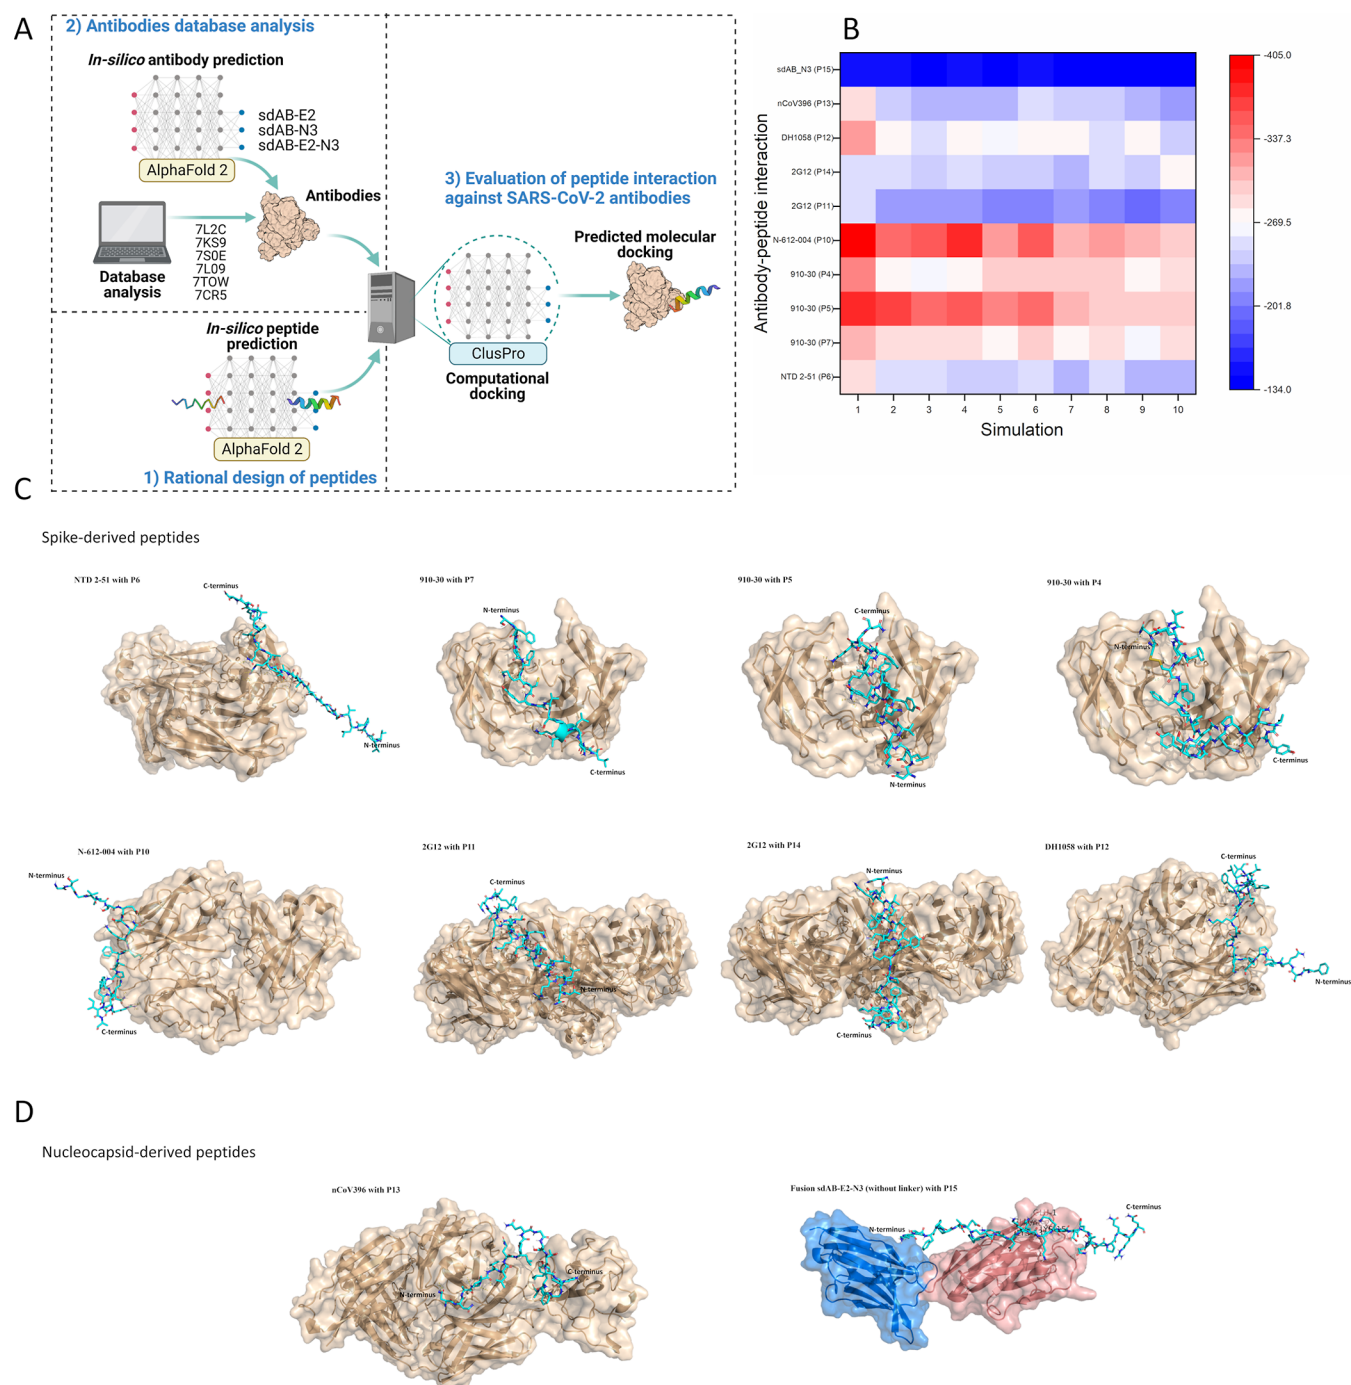 A
2) Antibodies database analysis
In-silico antibody prediction
sdAB-E2
sdAB-N3
sdAB-E2-N3
AlphaFold 2
Antibodies
7L2C
7KS9
7S0E
7L09
7TOW
7CR5
Database
analysis
In-silico peptide
prediction
AlphaFold 2
1) Rational design of peptides
3) Evaluation of peptide interaction
against SARS-CoV-2 antibodies
Predicted molecular
docking
ClusPro
Computational
docking
B
Antibody-peptide interaction
sdAB_N3 (P15)
nCoV396 (P13)
DH1058 (P12)
2G12 (P14)
2G12 (P11)
N-612-004 (P10)
910-30 (P4)
910-30 (P5)
910-30 (P7)
NTD 2-51 (P6)
1 2 3 4 5 6 7 8 9 10
Simulation
-405.0
-337.3
-269.5
-201.8
-134.0
C
Spike-derived peptides
NTD 2-51 with P6
C-terminus
N-terminus
910-30 with P7
N-terminus
C-terminus
910-30 with P5
C-terminus
N-terminus
910-30 with P4
N-terminus
C-terminus
N-612-004 with P10
N-terminus
C-terminus
2G12 with P11
C-terminus
N-terminus
2G12 with P14
N-terminus
C-terminus
DH1058 with P12
C-terminus
N-terminus
D
Nucleocapsid-derived peptides
nCoV396 with P13
N-terminus
C-terminus
Fusion sdAB-E2-N3 (without linker) with P15
N-terminus
C-terminus